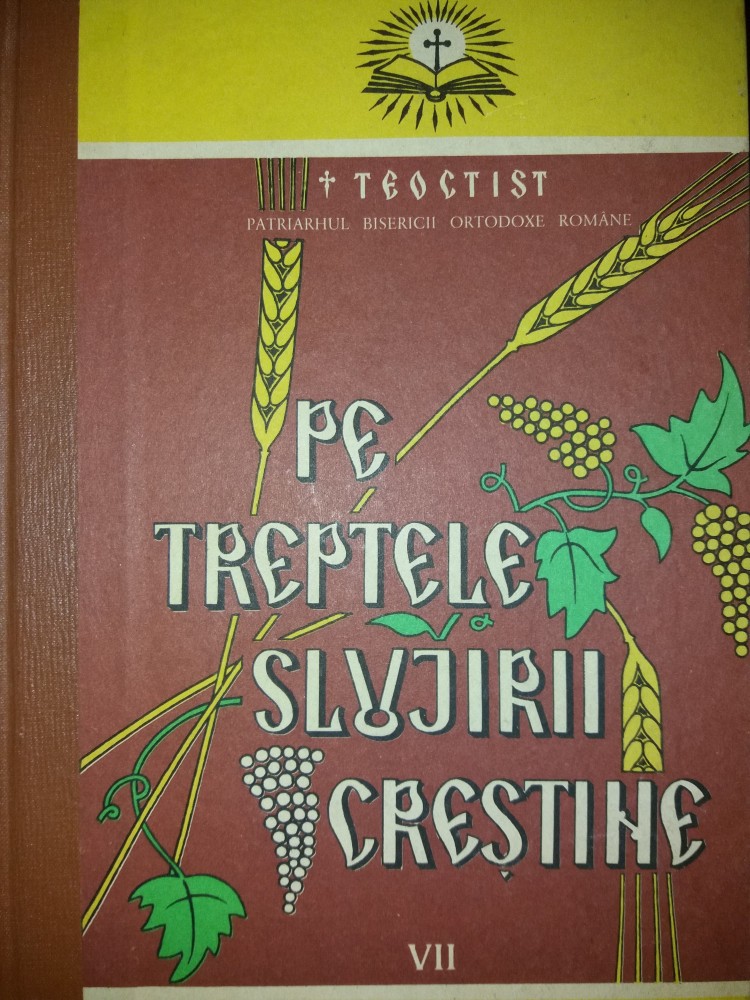 † TEOCTIST
PATRIARHUL BISERICII ORTODOXE ROMÂNE
PE
TREPTELE
SLUJIRII
CREȘTINE
VII